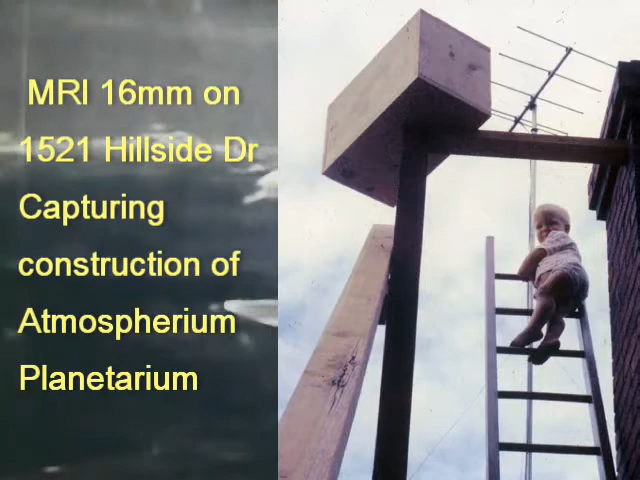 MRI 16mm on
1521 Hillside Dr
Capturing
construction of
Atmospherium
Planetarium